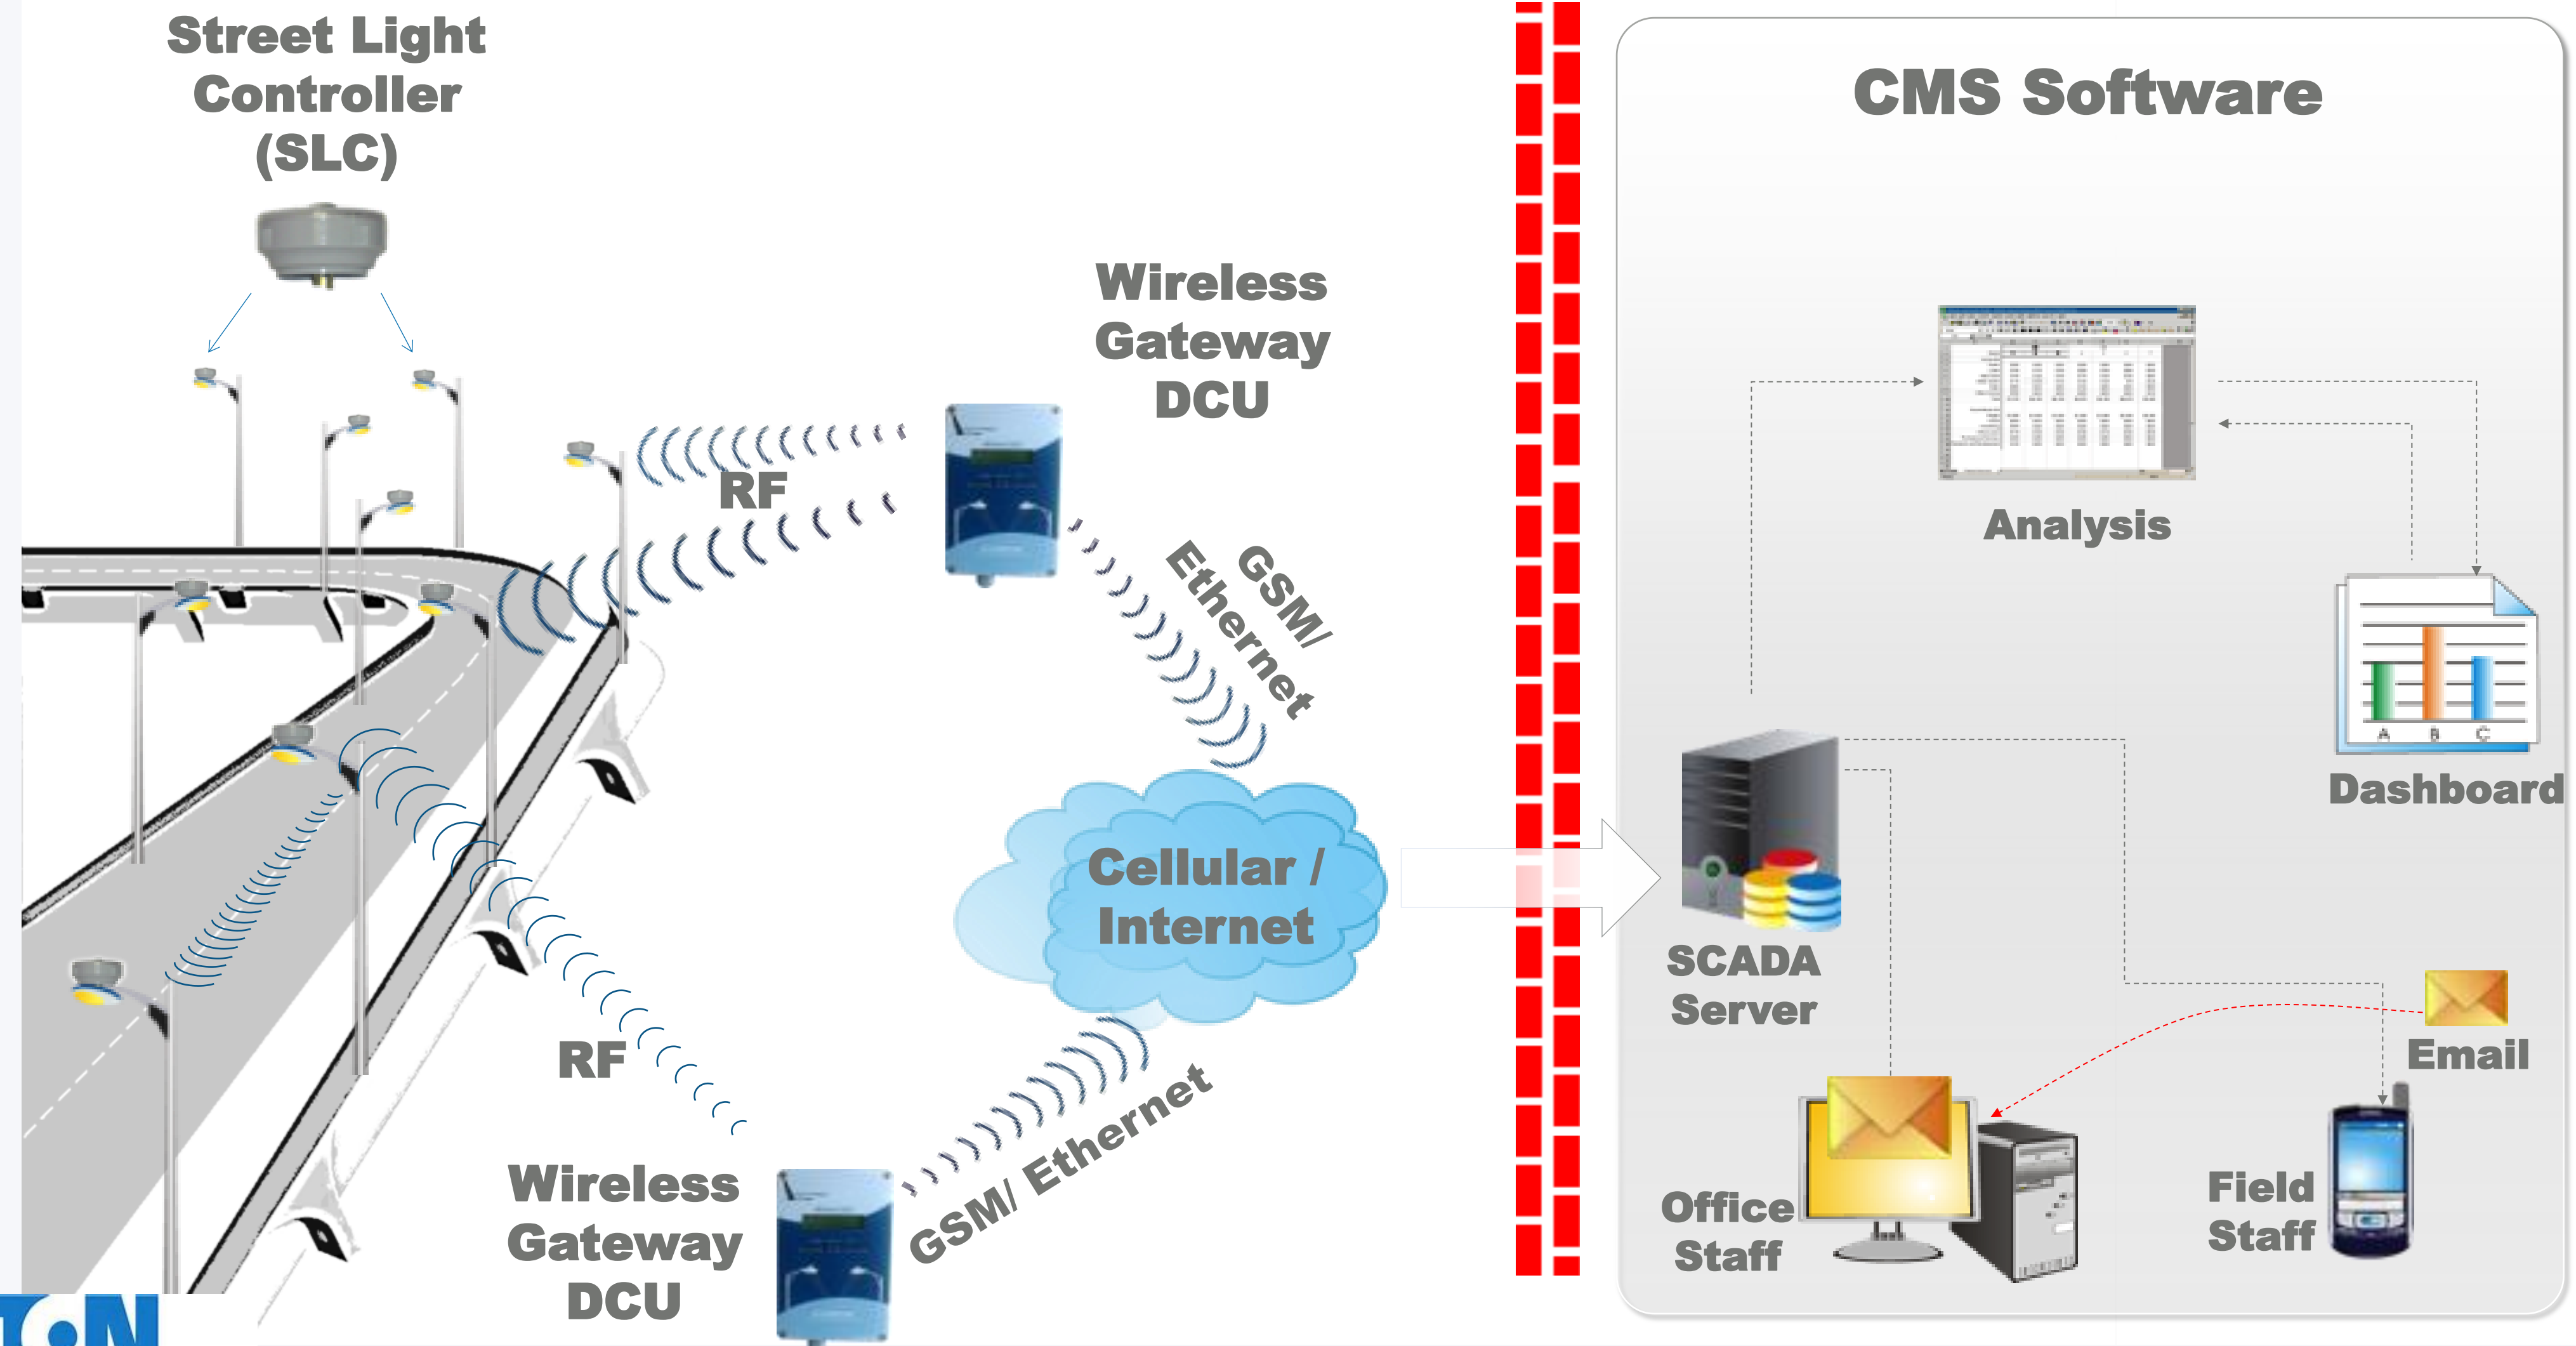 Street Light
Controller
(SLC)
Wireless
Gateway
DCU
RF
GSM/
Ethernet
Cellular /
Internet
RF
GSM/ Ethernet
Wireless
Gateway
DCU
CMS Software
Analysis
A B C
Dashboard
SCADA
Server
Email
Office
Staff
Field
Staff